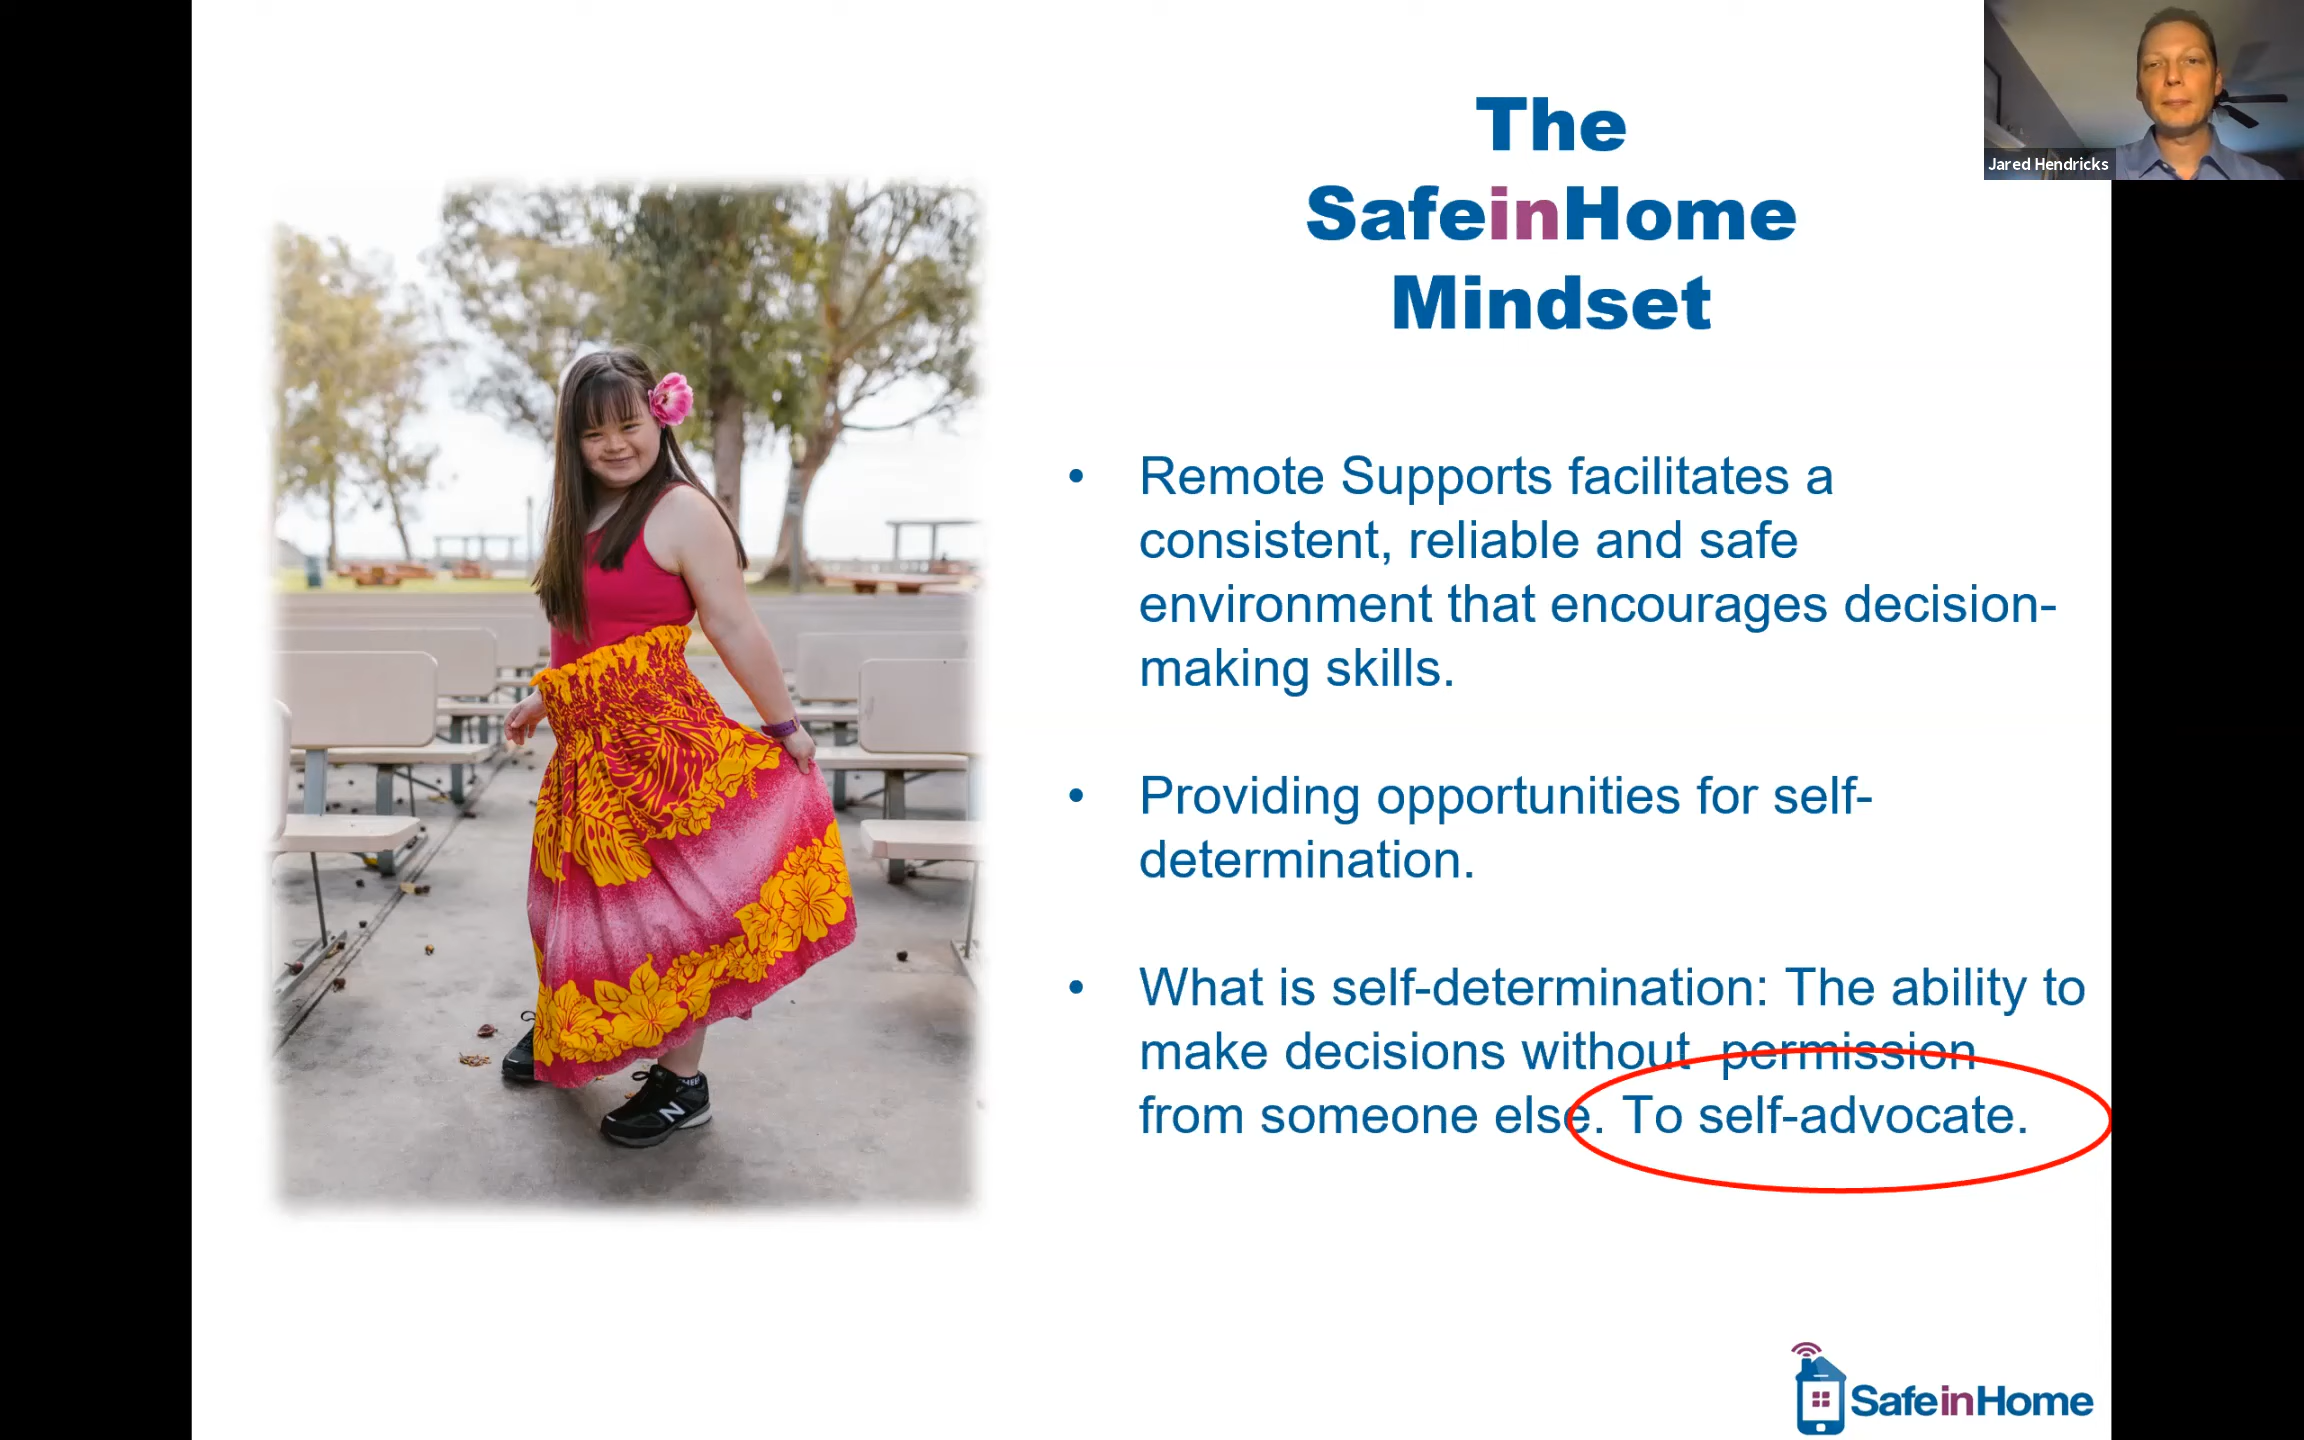 The
SafeinHome
Mindset
Jared Hendricks
• Remote Supports facilitates a
consistent, reliable and safe
environment that encourages decision-
making skills.
• Providing opportunities for self-
determination.
• What is self-determination: The ability to
make decisions without  permission
from someone else. To self-advocate.
N
SafeinHome